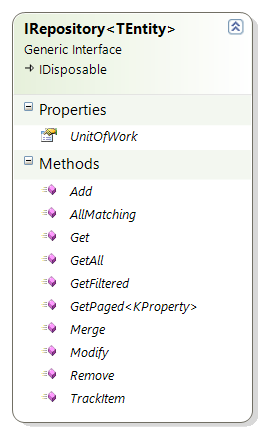 IRepository<TEntity>
Generic Interface
IDisposable
Properties
UnitOfWork
Methods
Add
AllMatching
Get
GetAll
GetFiltered
GetPaged<KProperty>
Merge
Modify
Remove
TrackItem